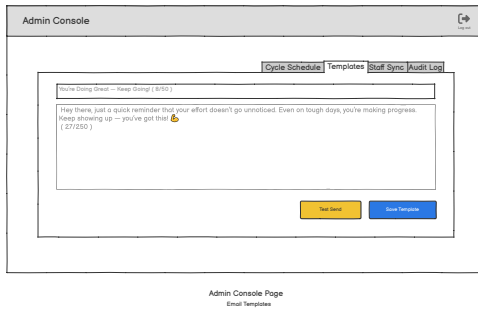 Admin Console
Log out
Cycle Schedule Templates Staff Sync Audit Log
You're Doing Great — Keep Going! ( 8/50 )
Hey there, just a quick reminder that your effort doesn't go unnoticed. Even on tough days, you're making progress.
Keep showing up — you've got this! 💪
( 27/250 )
Test Send Save Template
Admin Console Page
Email Templates